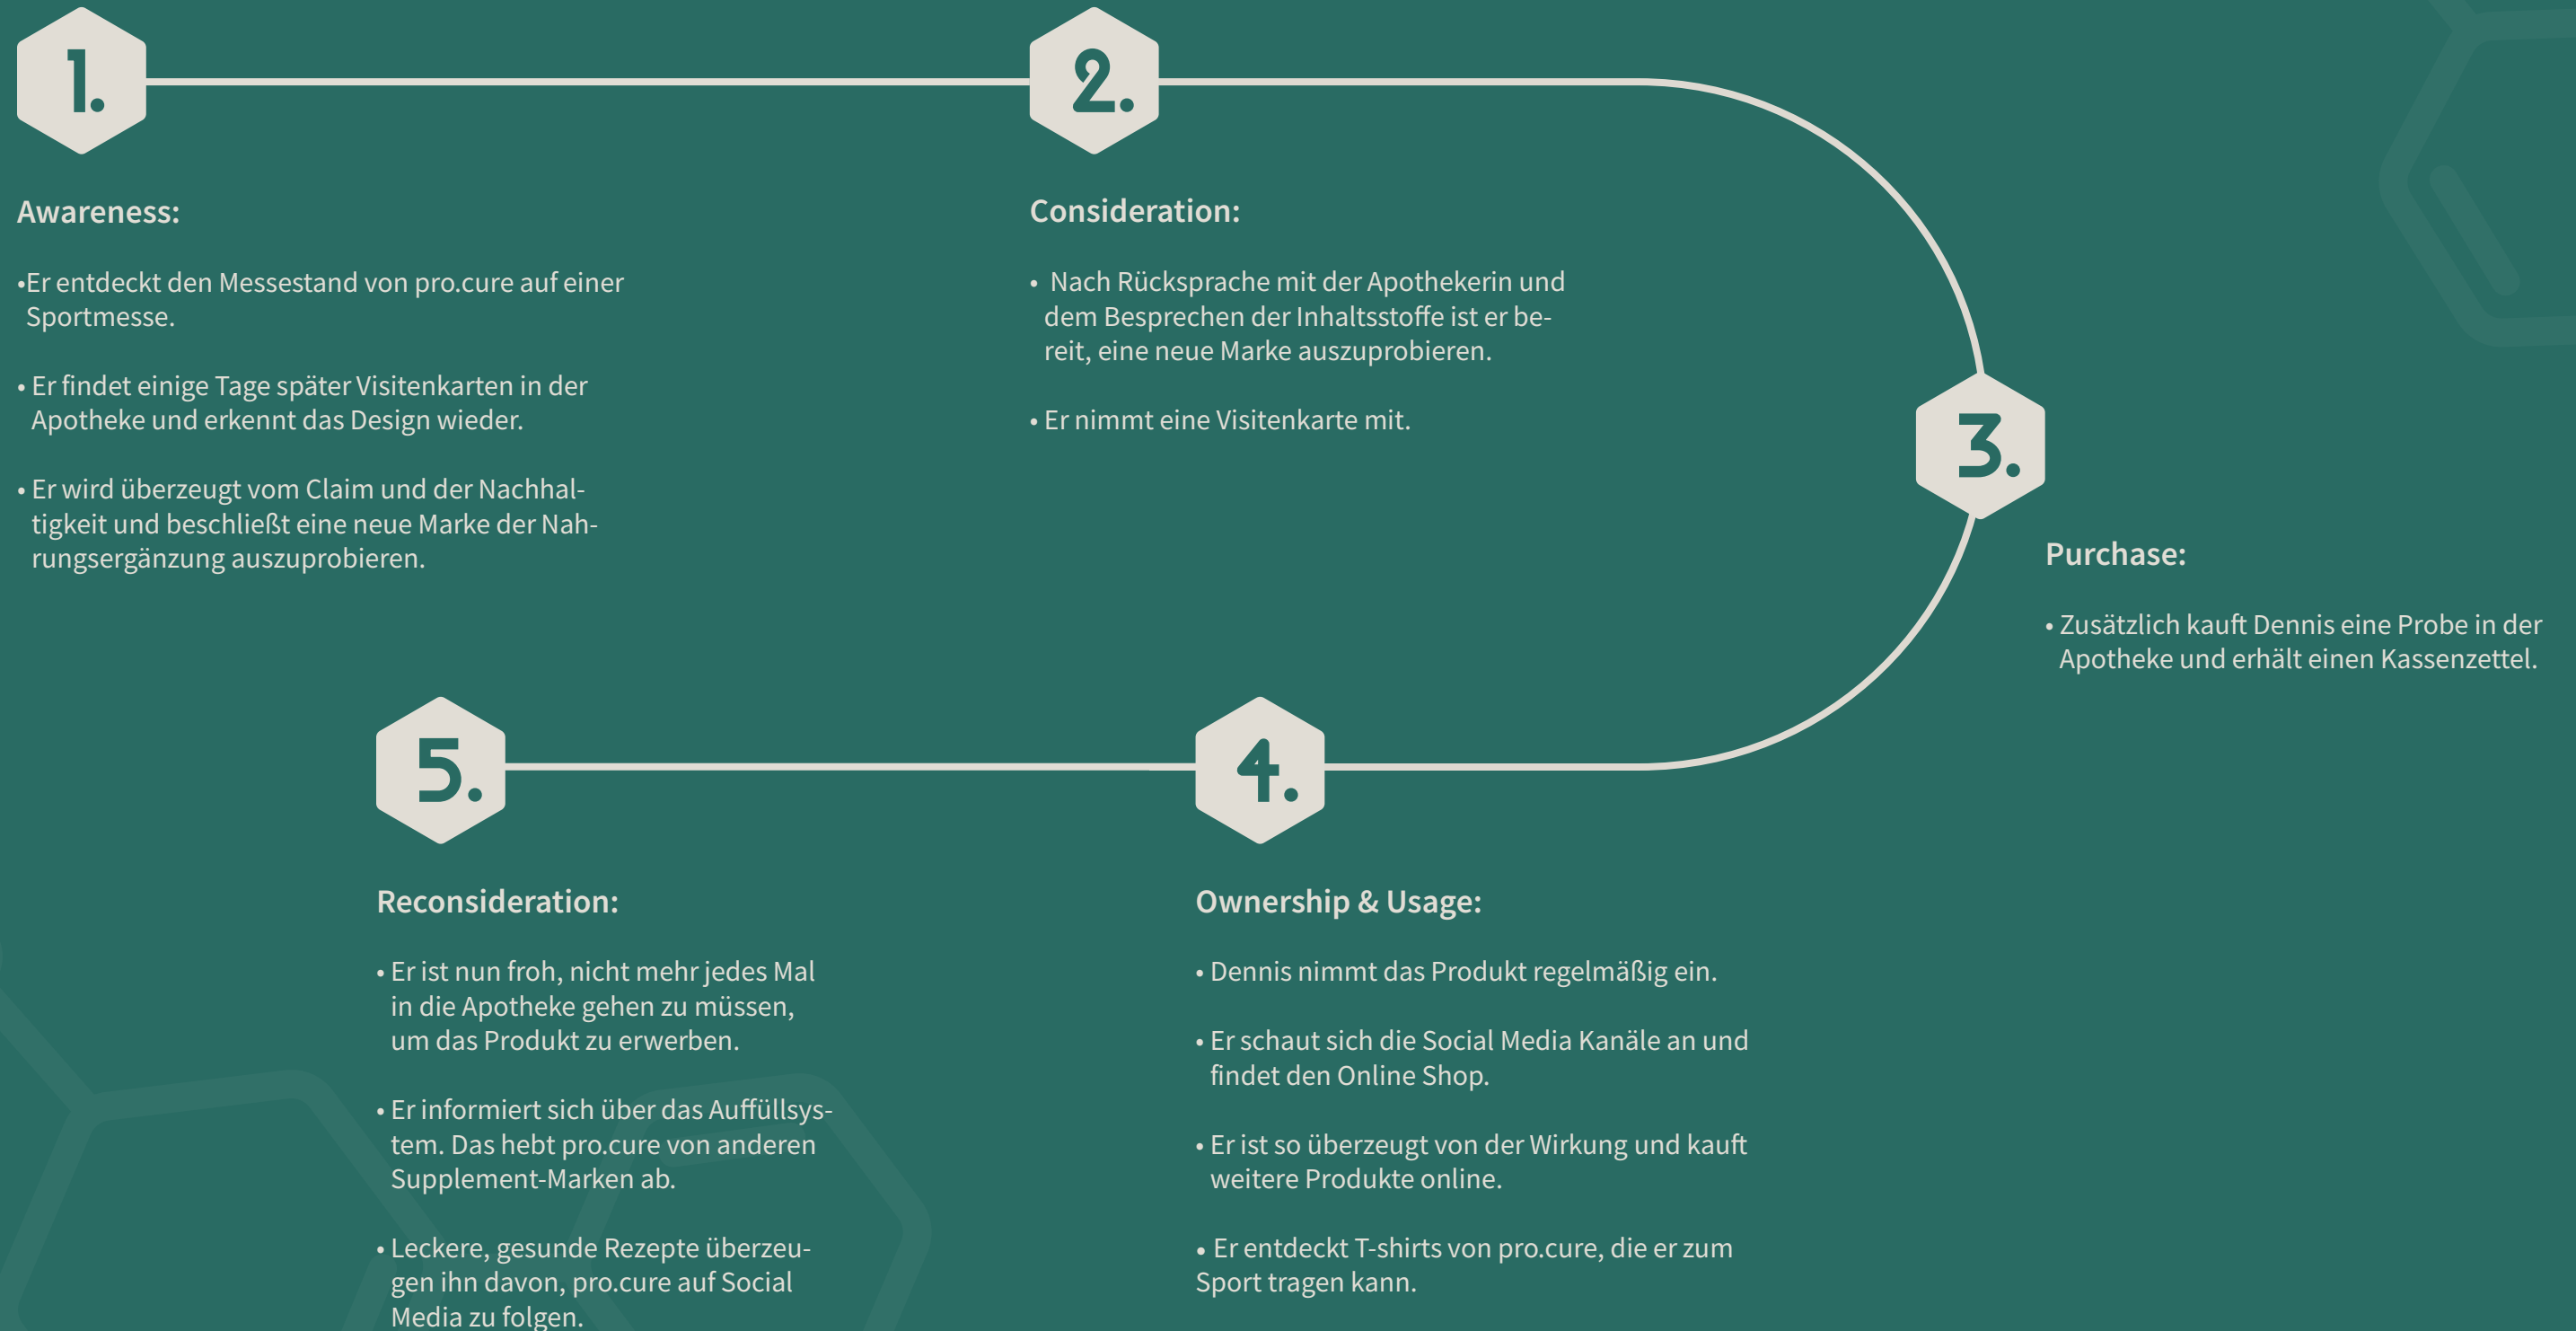 1.
Awareness:
•Er entdeckt den Messestand von pro.cure auf einer
Sportmesse.
• Er findet einige Tage später Visitenkarten in der
Apotheke und erkennt das Design wieder.
• Er wird überzeugt vom Claim und der Nachhal-
tigkeit und beschließt eine neue Marke der Nah-
rungsergänzung auszuprobieren.
2.
Consideration:
• Nach Rücksprache mit der Apothekerin und
dem Besprechen der Inhaltsstoffe ist er be-
reit, eine neue Marke auszuprobieren.
• Er nimmt eine Visitenkarte mit.
3.
Purchase:
• Zusätzlich kauft Dennis eine Probe in der
Apotheke und erhält einen Kassenzettel.
4.
Ownership & Usage:
• Dennis nimmt das Produkt regelmäßig ein.
• Er schaut sich die Social Media Kanäle an und
findet den Online Shop.
• Er ist so überzeugt von der Wirkung und kauft
weitere Produkte online.
• Er entdeckt T-shirts von pro.cure, die er zum
Sport tragen kann.
5.
Reconsideration:
• Er ist nun froh, nicht mehr jedes Mal
in die Apotheke gehen zu müssen,
um das Produkt zu erwerben.
• Er informiert sich über das Auffüllsys-
tem. Das hebt pro.cure von anderen
Supplement-Marken ab.
• Leckere, gesunde Rezepte überzeu-
gen ihn davon, pro.cure auf Social
Media zu folgen.